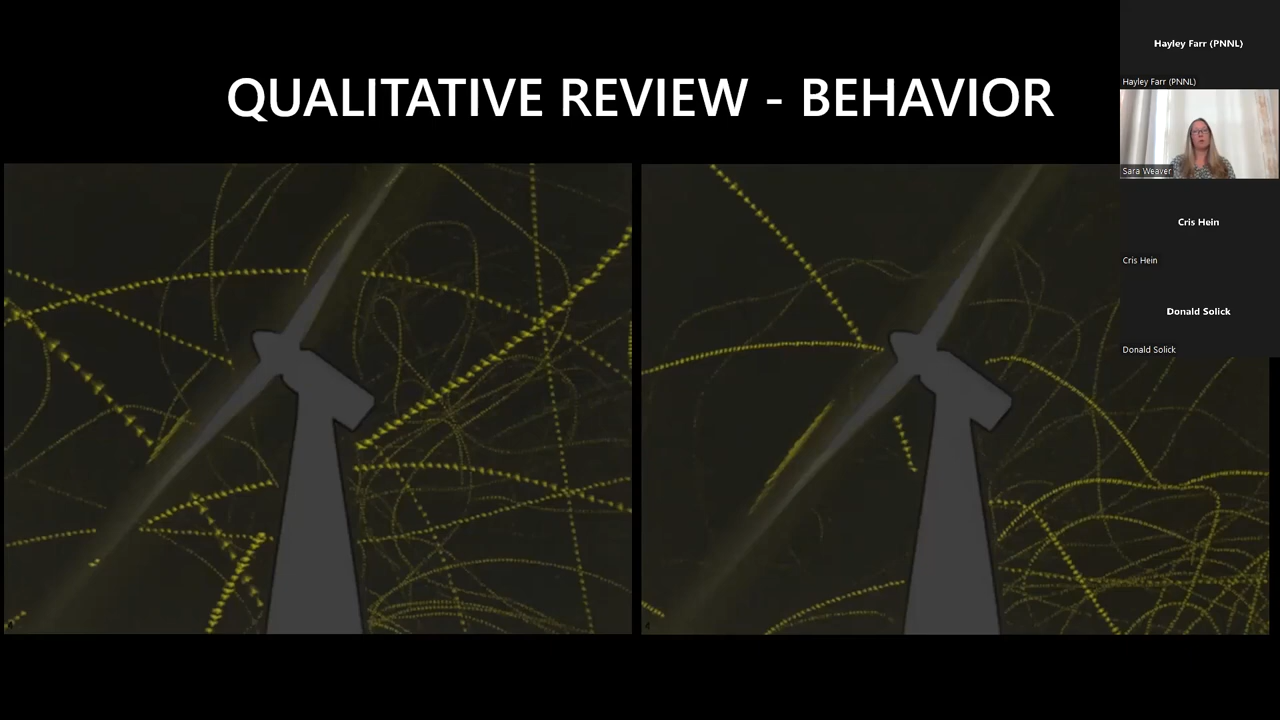 QUALITATIVE REVIEW - BEHAVIOR
Hayley Farr (PNNL)
Hayley Farr (PNNL)
Sara Weaver
Cris Hein
Cris Hein
Donald Solick
Donald Solick